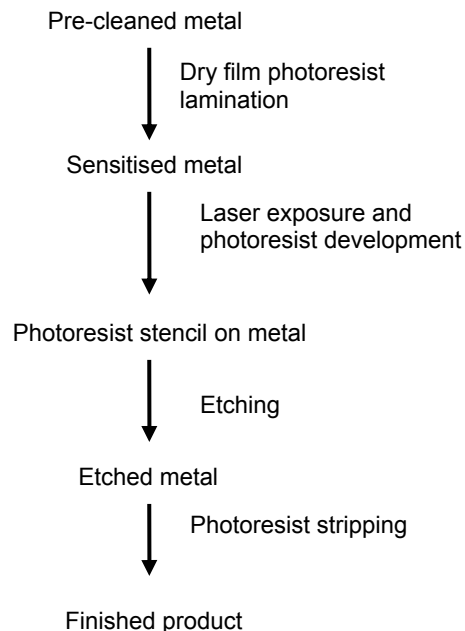 Pre-cleaned metal
Dry film photoresist
lamination
Sensitised metal
Laser exposure and
photoresist development
Photoresist stencil on metal
Etching
Etched metal
Photoresist stripping
Finished product